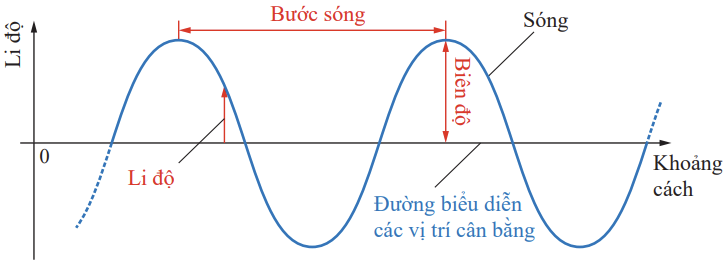 Bước sóng
Sóng
Li độ
Biên độ
0
Li độ
Khoảng
cách
Đường biểu diễn
các vị trí cân bằng